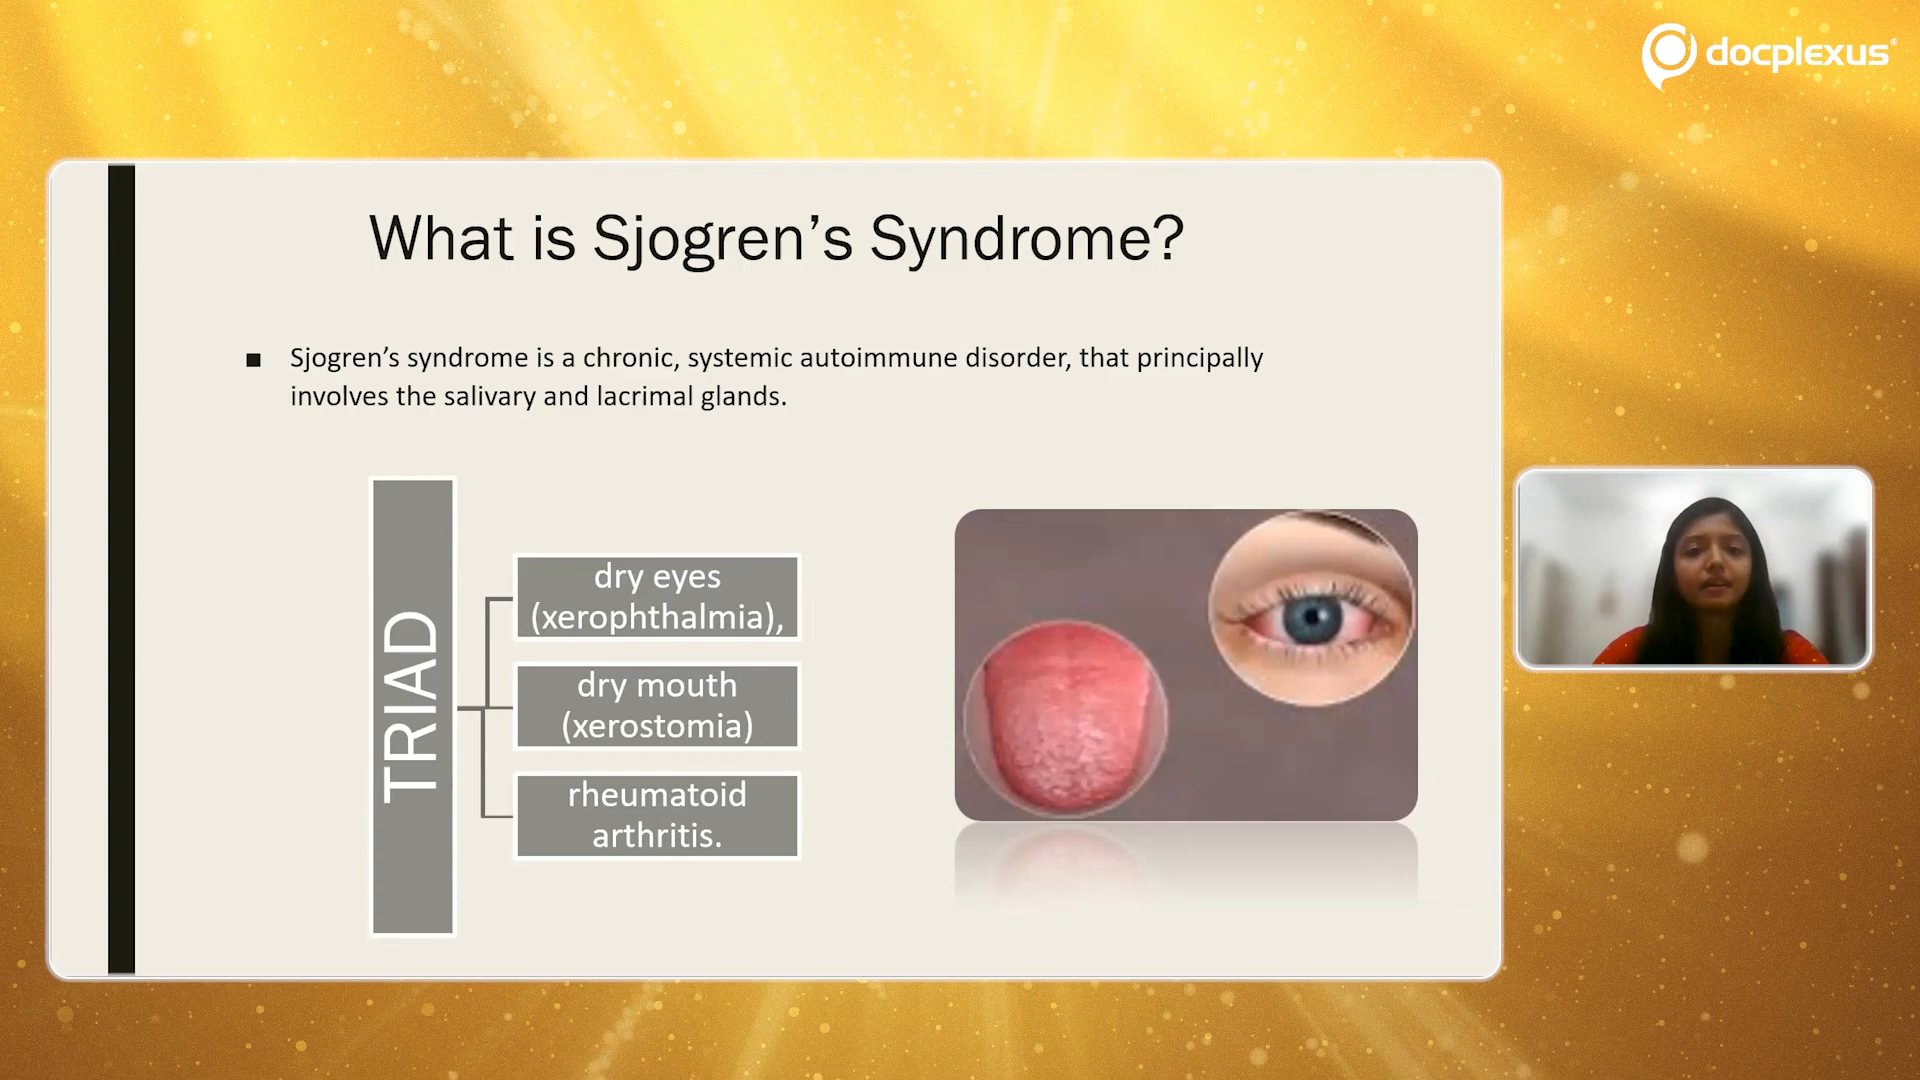 docplexus
What is Sjogren’s Syndrome?
■ Sjogren’s syndrome is a chronic, systemic autoimmune disorder, that principally
involves the salivary and lacrimal glands.
TRIAD
dry eyes
(xerophthalmia),
dry mouth
(xerostomia)
rheumatoid
arthritis.